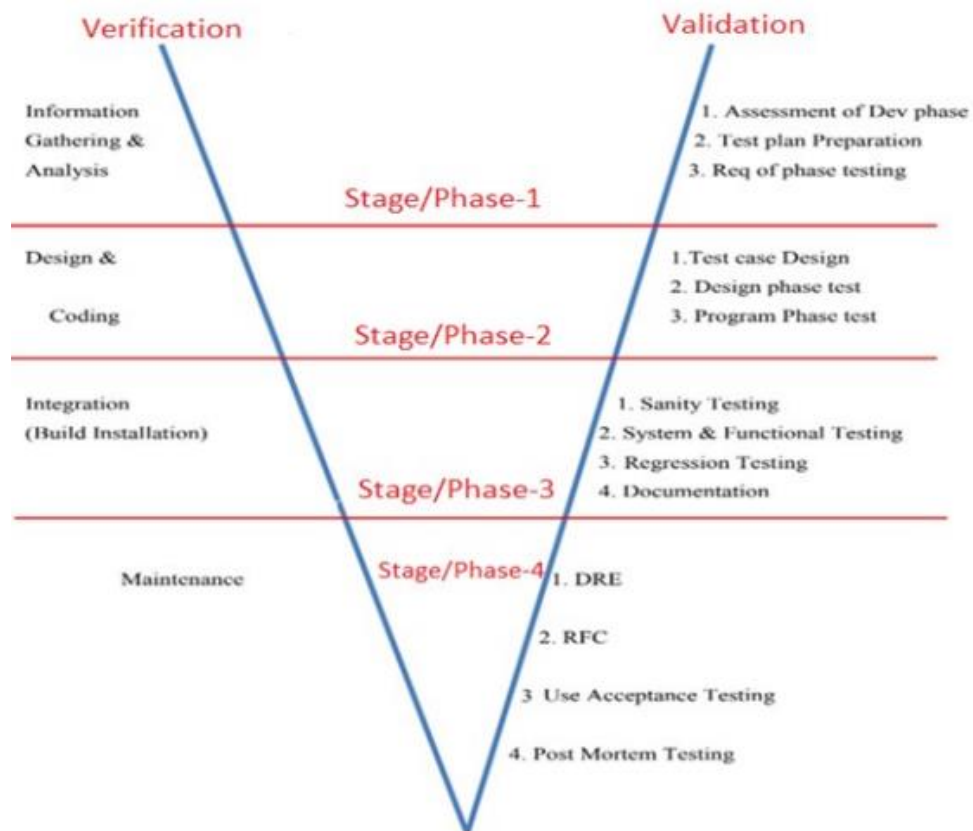 Verification
Validation
Information
Gathering &
Analysis
1. Assessment of Dev phase
2. Test plan Preparation
3. Req of phase testing
Stage/Phase-1
Design &
Coding
1.Test case Design
2. Design phase test
3. Program Phase test
Stage/Phase-2
Integration
(Build Installation)
1. Sanity Testing
2. System & Functional Testing
3. Regression Testing
4. Documentation
Stage/Phase-3
Stage/Phase-4
Maintenance
1. DRE
2. RFC
3 Use Acceptance Testing
4. Post Mortem Testing